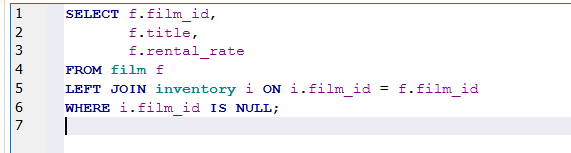 1 SELECT f.film_id,
2 f.title,
3 f.rental_rate
4 FROM film f
5 LEFT JOIN inventory i ON i.film_id = f.film_id
6 WHERE i.film_id IS NULL;
7